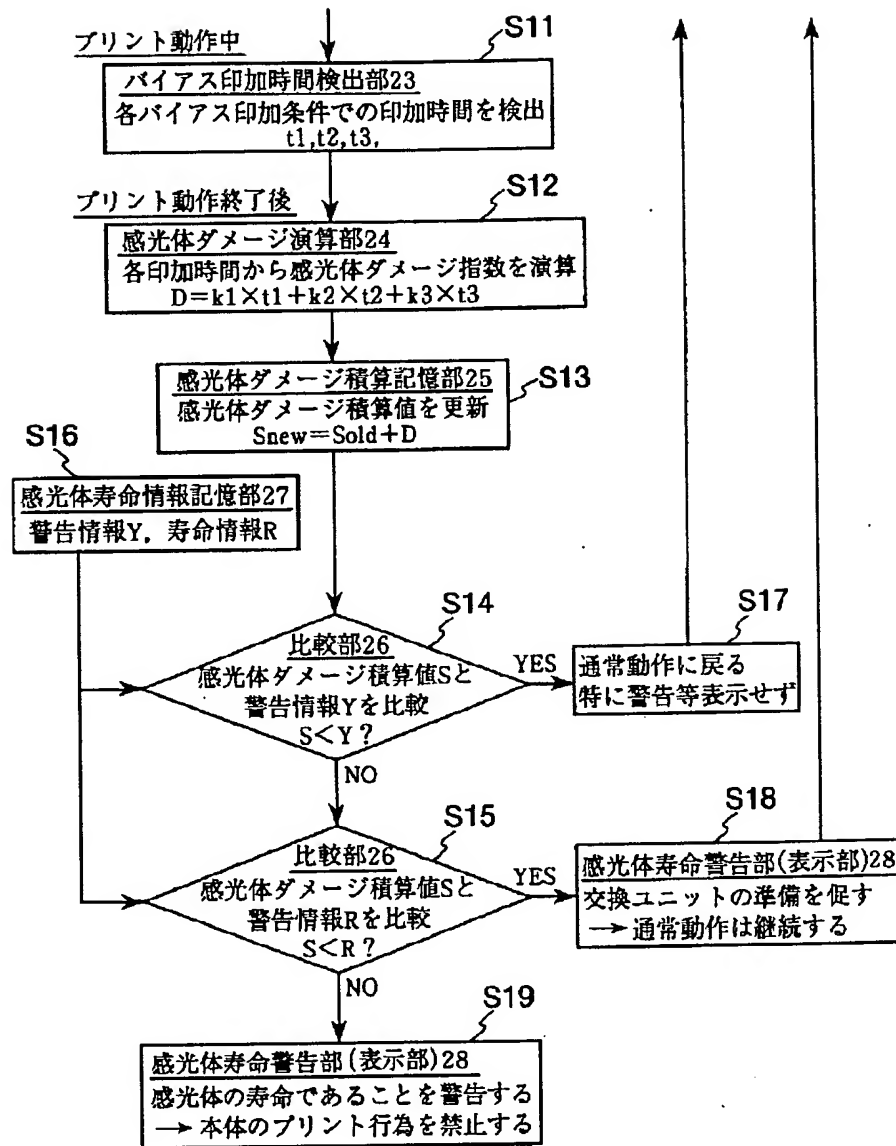 プリント動作中
S11
バイアス印加時間検出部23
各バイアス印加条件での印加時間を検出
t1,t2,t3,
プリント動作終了後
S12
感光体ダメージ演算部24
各印加時間から感光体ダメージ指数を演算
D=k1×t1+k2×t2+k3×t3
S13
感光体ダメージ積算記憶部25
感光体ダメージ積算値を更新
Snew=Sold+D
S16
感光体寿命情報記憶部27
警告情報Y, 寿命情報R
S14
比較部26
感光体ダメージ積算値Sと
警告情報Yを比較
S<Y?
YES
NO
S17
通常動作に戻る
特に警告等表示せず
S15
比較部26
感光体ダメージ積算値Sと
警告情報Rを比較
S<R?
YES
NO
S18
感光体寿命警告部(表示部)28
交換ユニットの準備を促す
→ 通常動作は継続する
S19
感光体寿命警告部(表示部)28
感光体の寿命であることを警告する
→ 本体のプリント行為を禁止する